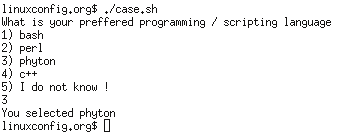 linuxconfig.org$ ./case.sh
What is your preffered programming / scripting language
1) bash
2) perl
3) phyton
4) c++
5) I do not know !
3
You selected phyton
linuxconfig.org$